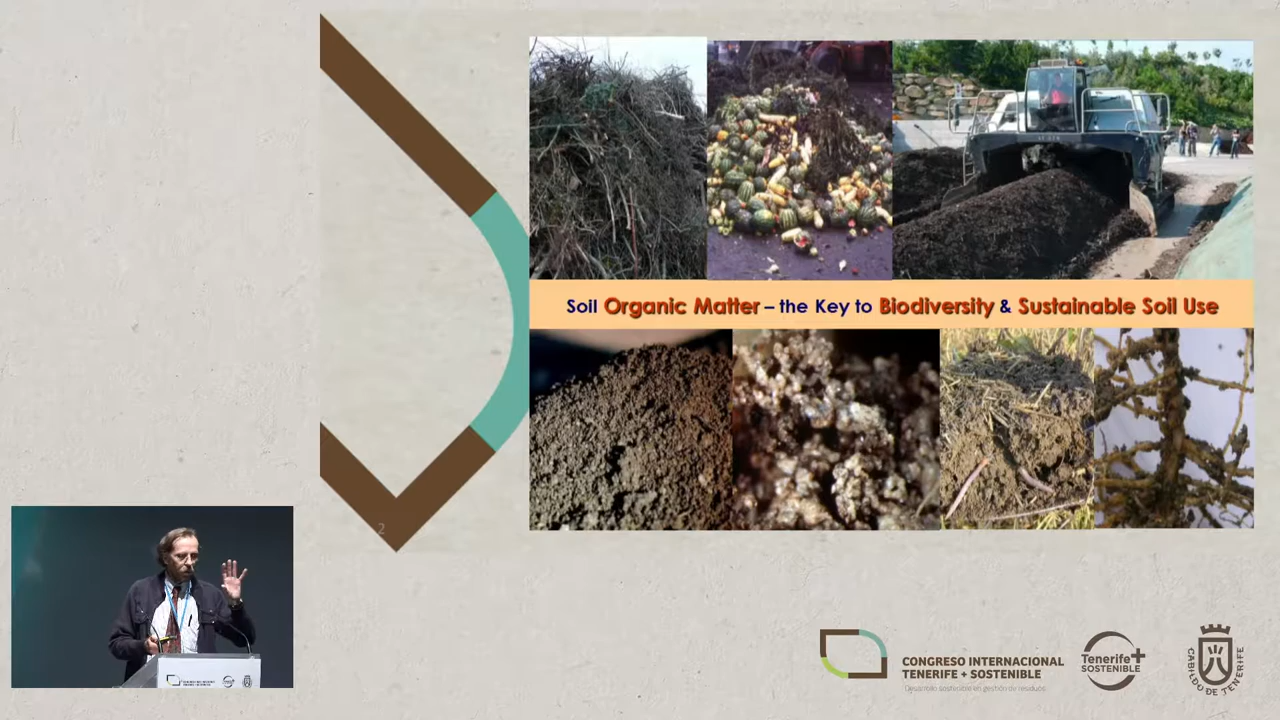 Soil Organic Matter – the Key to Biodiversity & Sustainable Soil Use
2
CONGRESO INTERNACIONAL
TENERIFE + SOSTENIBLE
Desarrollo sostenible en gestión de residuos
Tenerife+
SOSTENIBLE
CABILDO DE TENERIFE